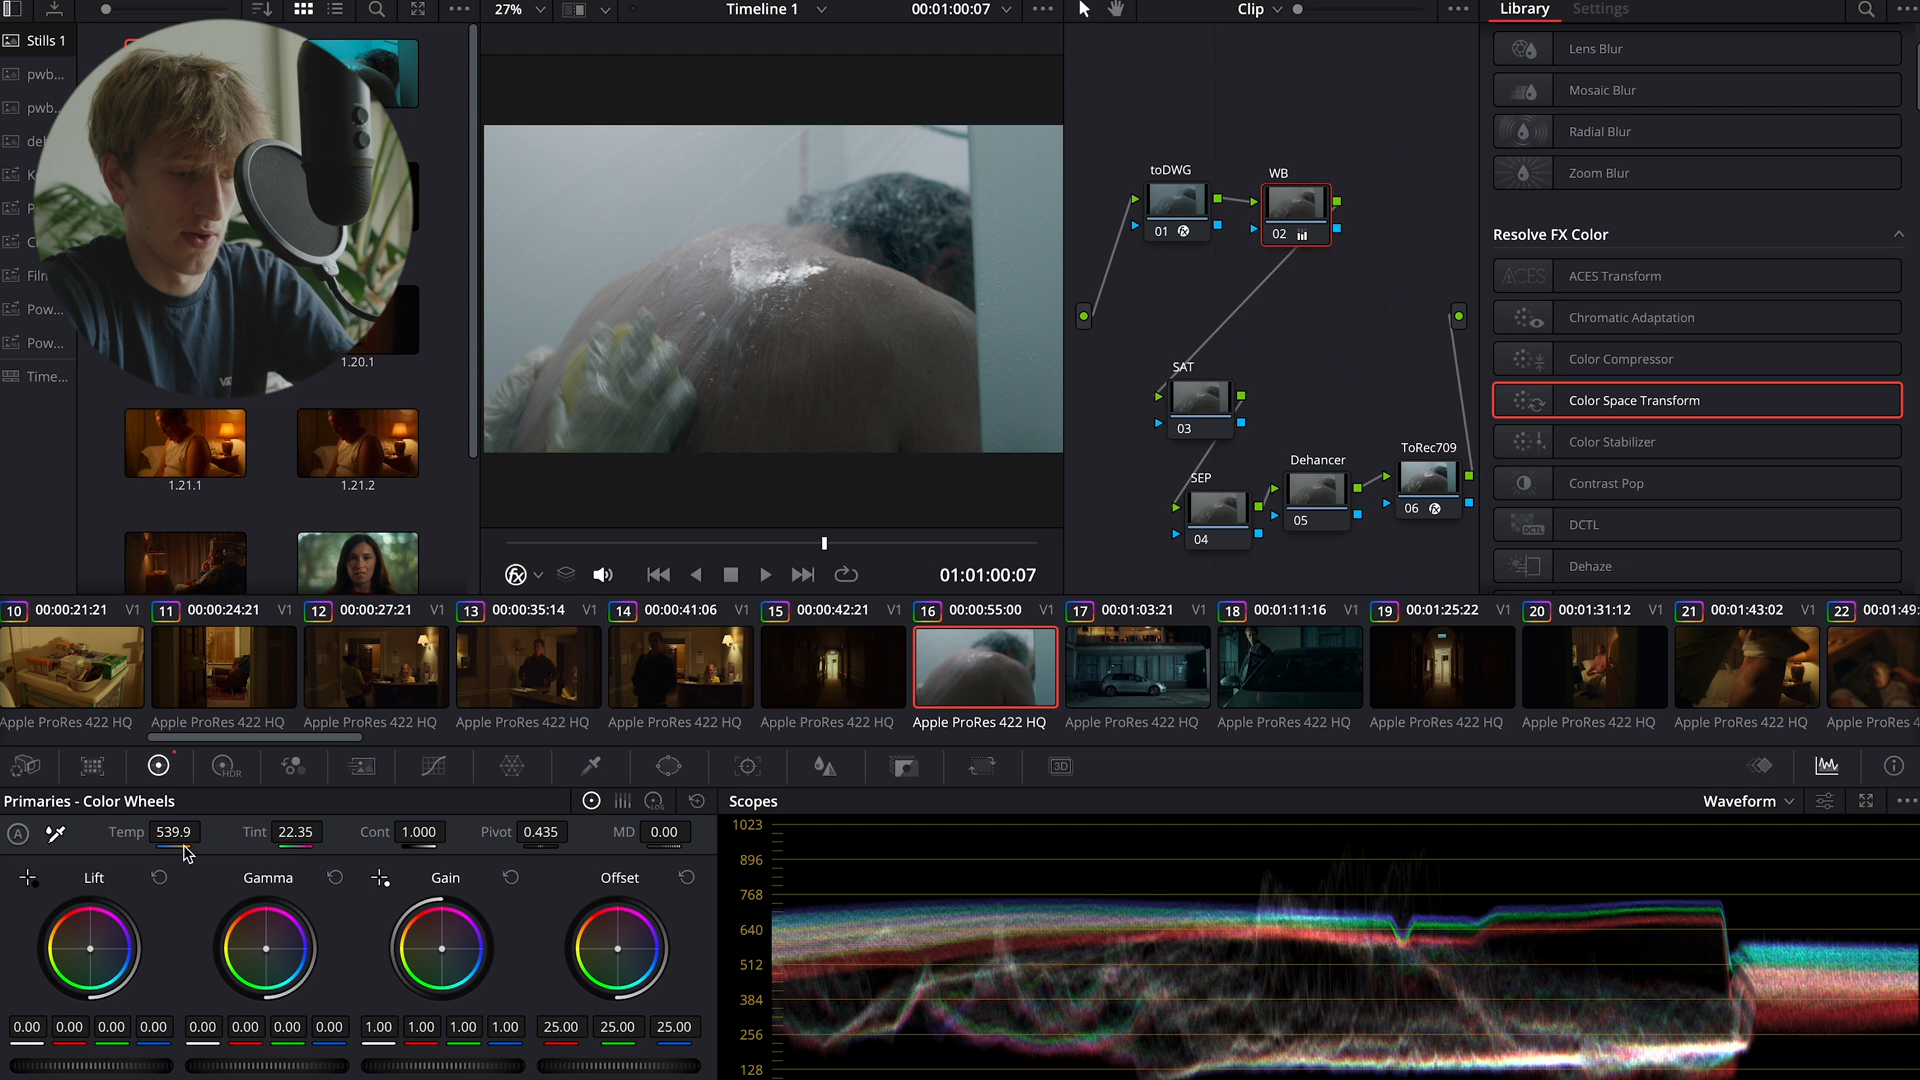 27%
Timeline 1
00:01:00:07
Clip
Library
Settings
Stills 1
pwb...
pwb...
Film
Pow...
Pow...
Time...
1.20.1
1.21.1
1.21.2
toDWG
01
WB
02
SAT
03
SEP
04
Dehancer
05
ToRec709
06
Lens Blur
Mosaic Blur
Radial Blur
Zoom Blur
Resolve FX Color
ACES Transform
Chromatic Adaptation
Color Compressor
Color Space Transform
Color Stabilizer
Contrast Pop
DCTL
Dehaze
01:01:00:07
10 00:00:21:21 V1
11 00:00:24:21 V1
12 00:00:27:21 V1
13 00:00:35:14 V1
14 00:00:41:06 V1
15 00:00:42:21 V1
16 00:00:55:00 V1
17 00:01:03:21 V1
18 00:01:11:16 V1
19 00:01:25:22 V1
20 00:01:31:12 V1
21 00:01:43:02 V1
22 00:01:49:
Apple ProRes 422 HQ
Apple ProRes 422 HQ
Apple ProRes 422 HQ
Apple ProRes 422 HQ
Apple ProRes 422 HQ
Apple ProRes 422 HQ
Apple ProRes 422 HQ
Apple ProRes 422 HQ
Apple ProRes 422 HQ
Apple ProRes 422 HQ
Apple ProRes 422 HQ
Apple ProRes 422 HQ
Apple ProRes 4
HDR
3D
Primaries - Color Wheels
LOG
Scopes
Waveform
A
Temp 539.9
Tint 22.35
Cont 1.000
Pivot 0.435
MD 0.00
Lift
Gamma
Gain
Offset
0.00 0.00 0.00 0.00
0.00 0.00 0.00 0.00
1.00 1.00 1.00 1.00
25.00 25.00 25.00
1023
896
768
640
512
384
256
128